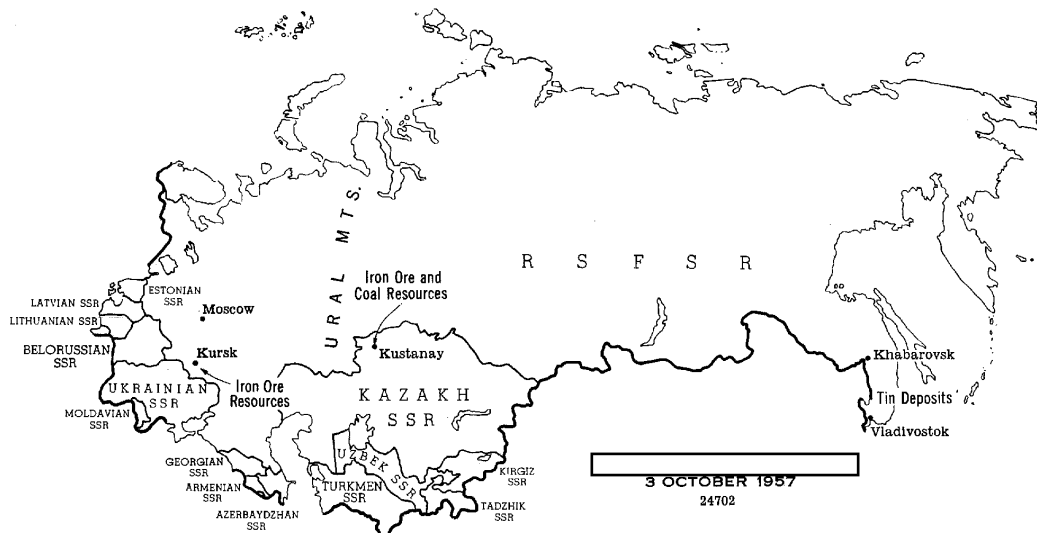 URAL MTS.
R S F S R
Iron Ore and
Coal Resources
ESTONIAN
SSR
LATVIAN SSR
LITHUANIAN SSR
BELORUSSIAN
SSR
Moscow
Kustanay
Kursk
Khabarovsk
UKRAINIAN
SSR
Iron Ore
Resources
KAZAKH
SSR
Tin Deposits
MOLDAVIAN
SSR
Vladivostok
GEORGIAN
SSR
UZBEK SSR
KIRGIZ
SSR
ARMENIAN
SSR
TURKMEN
SSR
TADZHIK
SSR
AZERBAYDZHAN
SSR
3 OCTOBER 1957
24702